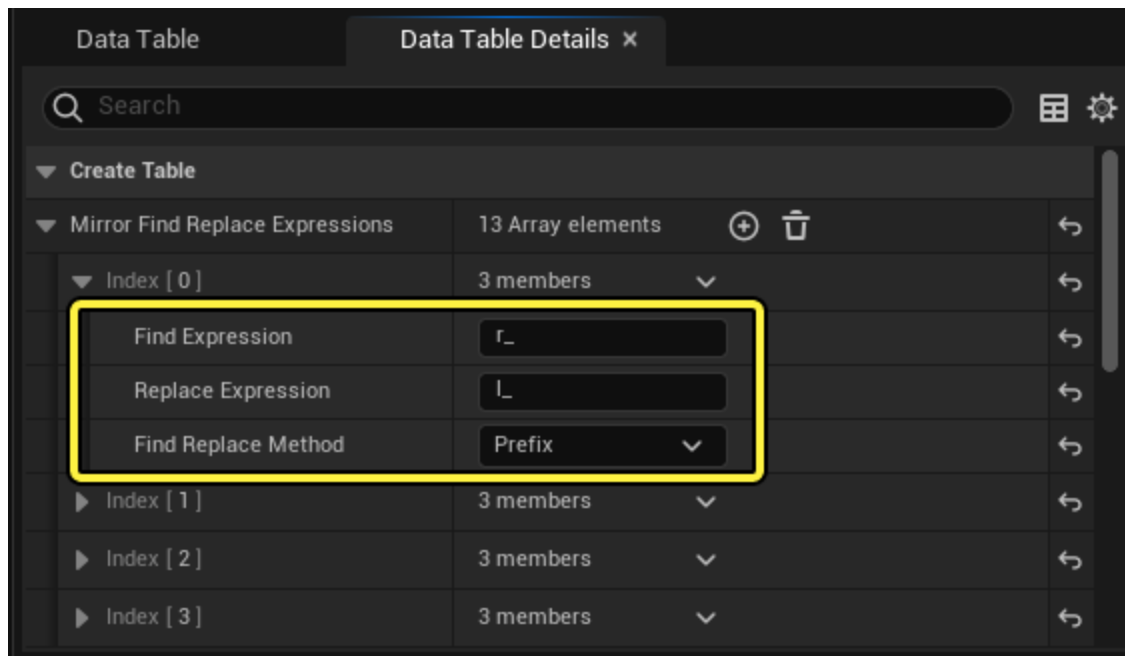 Data Table
Data Table Details ×
Search
Create Table
Mirror Find Replace Expressions 13 Array elements
Index [ 0 ] 3 members
Find Expression r_
Replace Expression l_
Find Replace Method Prefix
Index [ 1 ] 3 members
Index [ 2 ] 3 members
Index [ 3 ] 3 members